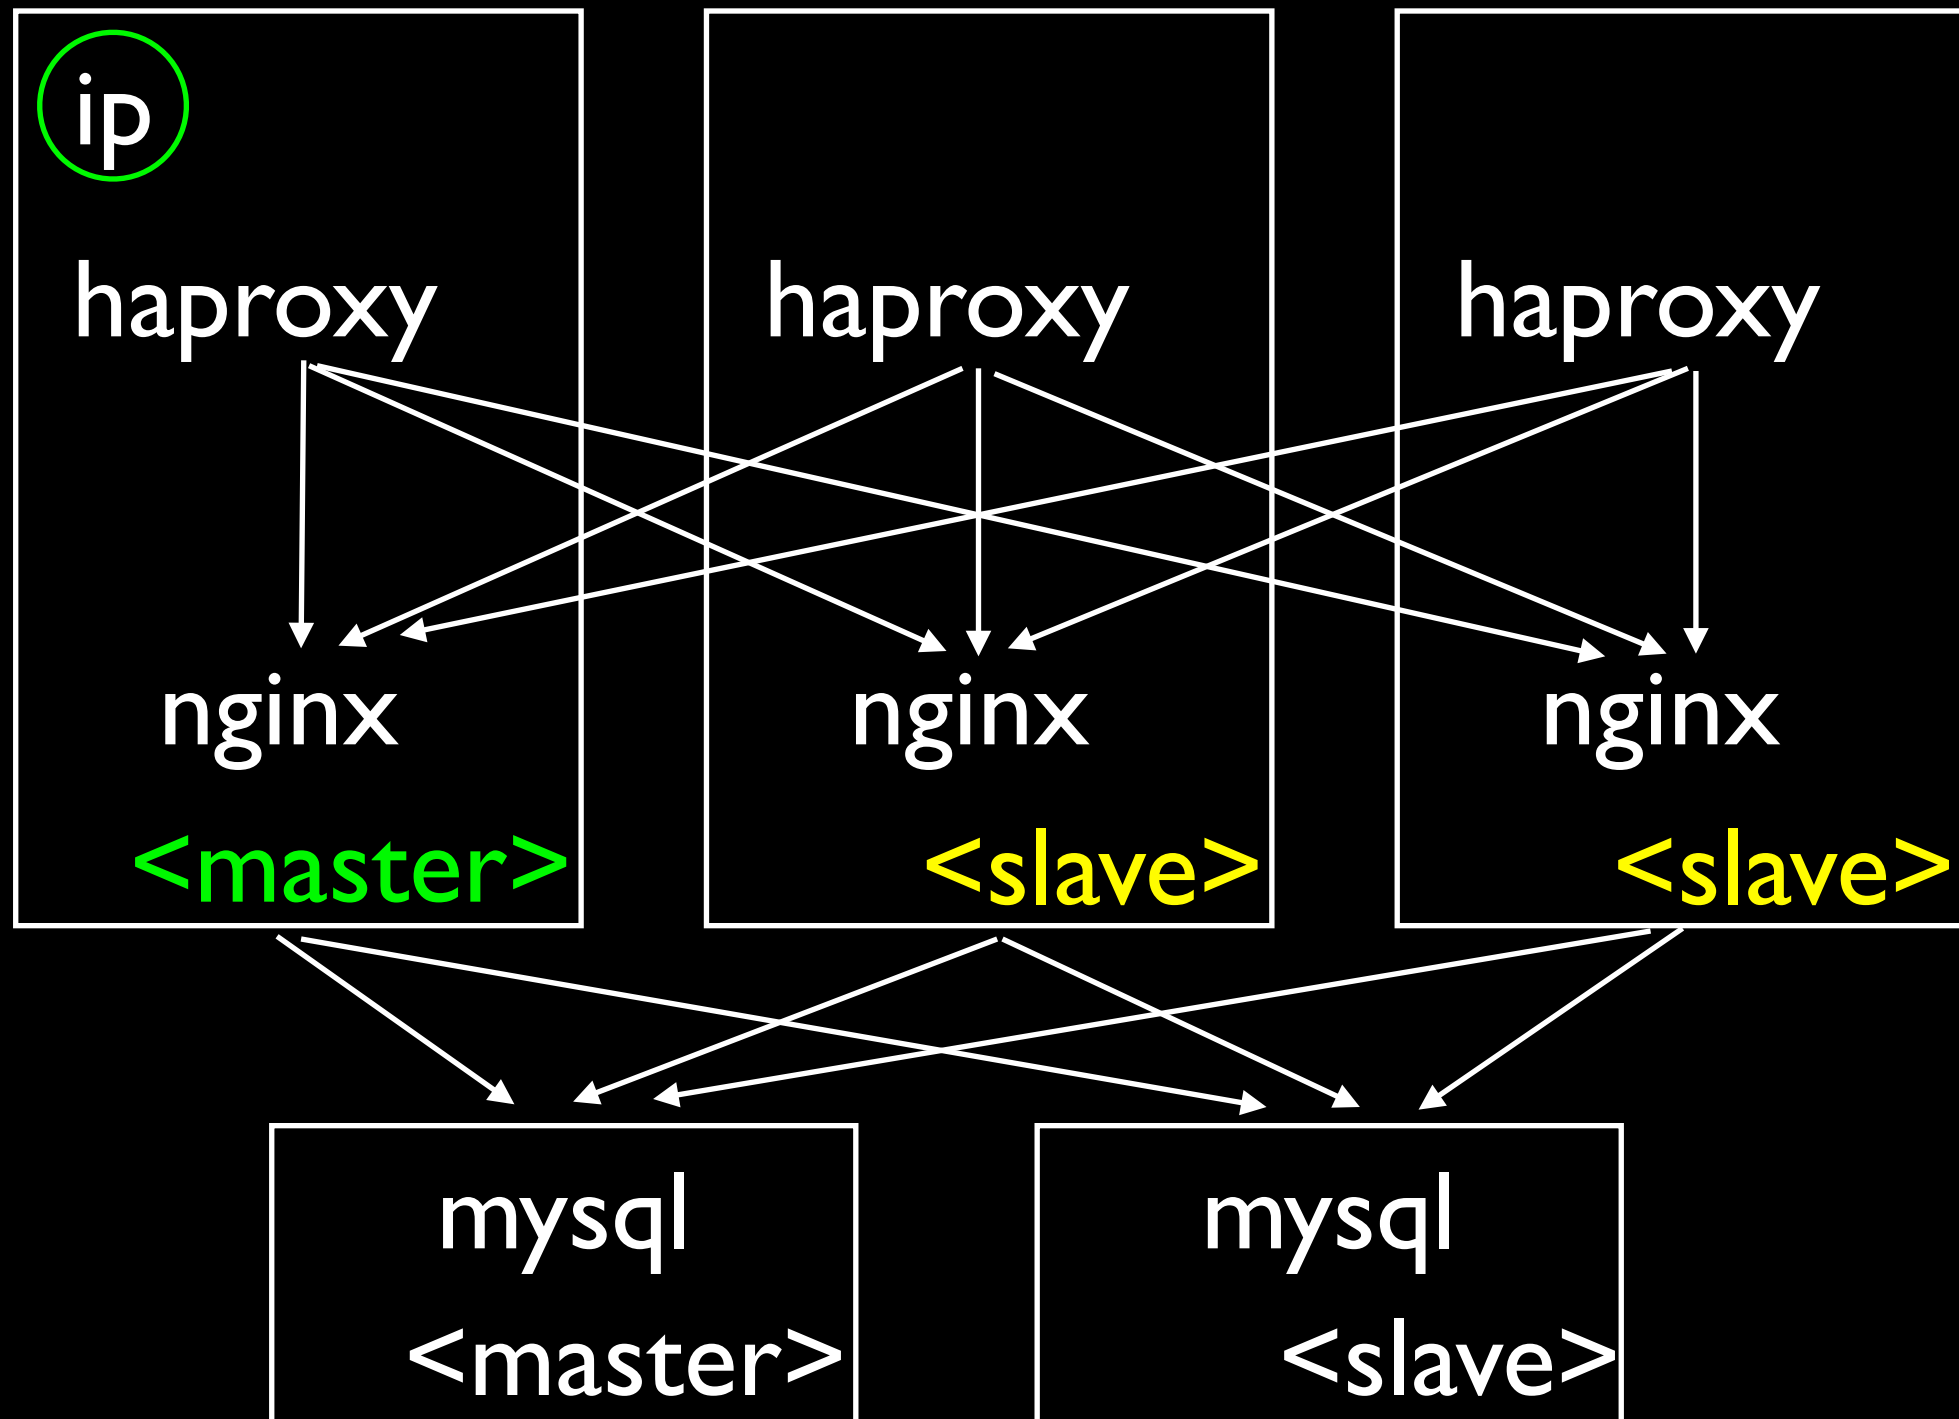 ip
haproxy haproxy haproxy
nginx nginx nginx
<master> <slave> <slave>
mysql mysql
<master> <slave>